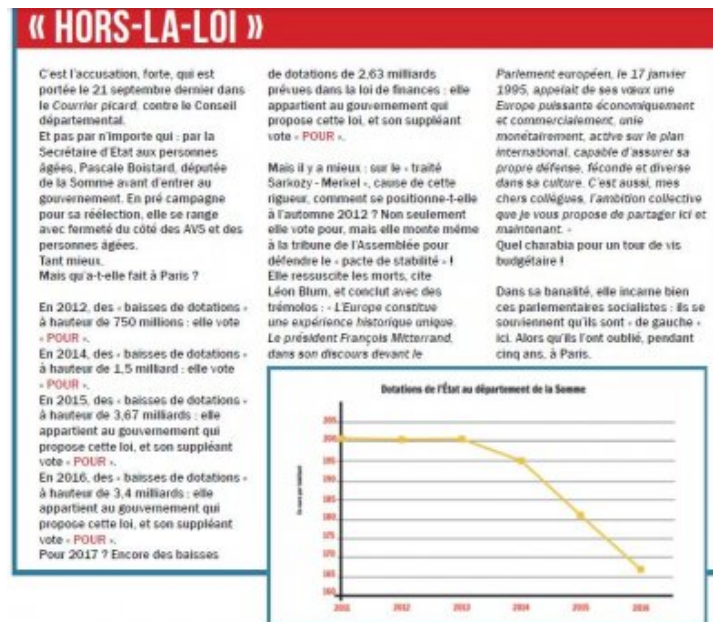 « HORS-LA-LOI »
C'est l'accusation, forte, qui est
portée le 21 septembre dernier dans
le Courrier picard, contre le Conseil
départemental.
Et pas par n'importe qui : par la
Secrétaire d'Etat aux personnes
âgées, Pascale Boistard, députée
de la Somme avant d'entrer au
gouvernement. En pré campagne
pour sa réélection, elle se range
avec fermeté du côté des AVS et des
personnes âgées.
Tant mieux.
Mais qu'a-t-elle fait à Paris ?
En 2012, des « baisses de dotations »
à hauteur de 750 millions : elle vote
« POUR ».
En 2014, des « baisses de dotations »
à hauteur de 1,5 milliard : elle vote
« POUR ».
En 2015, des « baisses de dotations »
à hauteur de 3,67 milliards : elle
appartient au gouvernement qui
propose cette loi, et son suppléant
vote « POUR ».
En 2016, des « baisses de dotations »
à hauteur de 3,4 milliards : elle
appartient au gouvernement qui
propose cette loi, et son suppléant
vote « POUR ».
Pour 2017 ? Encore des baisses
de dotations de 2,63 milliards
prévues dans la loi de finances : elle
appartient au gouvernement qui
propose cette loi, et son suppléant
vote « POUR ».
Mais il y a mieux : sur le « traité
Sarkozy - Merkel », cause de cette
rigueur, comment se positionne-t-elle
à l'automne 2012 ? Non seulement
elle vote pour, mais elle monte même
à la tribune de l'Assemblée pour
défendre le « pacte de stabilité » !
Elle ressuscite les morts, cite
Léon Blum, et conclut avec des
trémolos : « L'Europe constitue
une expérience historique unique.
Le président François Mitterrand,
dans son discours devant le
Parlement européen, le 17 janvier
1995, appelait de ses vœux une
Europe puissante économiquement
et commercialement, unie
monétairement, active sur le plan
international, capable d'assurer sa
propre défense, féconde et diverse
dans sa culture. C'est aussi, mes
chers collègues, l'ambition collective
que je vous propose de partager ici et
maintenant. »
Quel charabia pour un tour de vis
budgétaire !
Dans sa banalité, elle incarne bien
ces parlementaires socialistes : ils se
souviennent qu'ils sont « de gauche »
ici. Alors qu'ils l'ont oublié, pendant
cinq ans, à Paris.
Dotations de l'État au département de la Somme
En euros par habitant
205
200
195
190
185
180
175
170
165
160
2011 2012 2013 2014 2015 2016